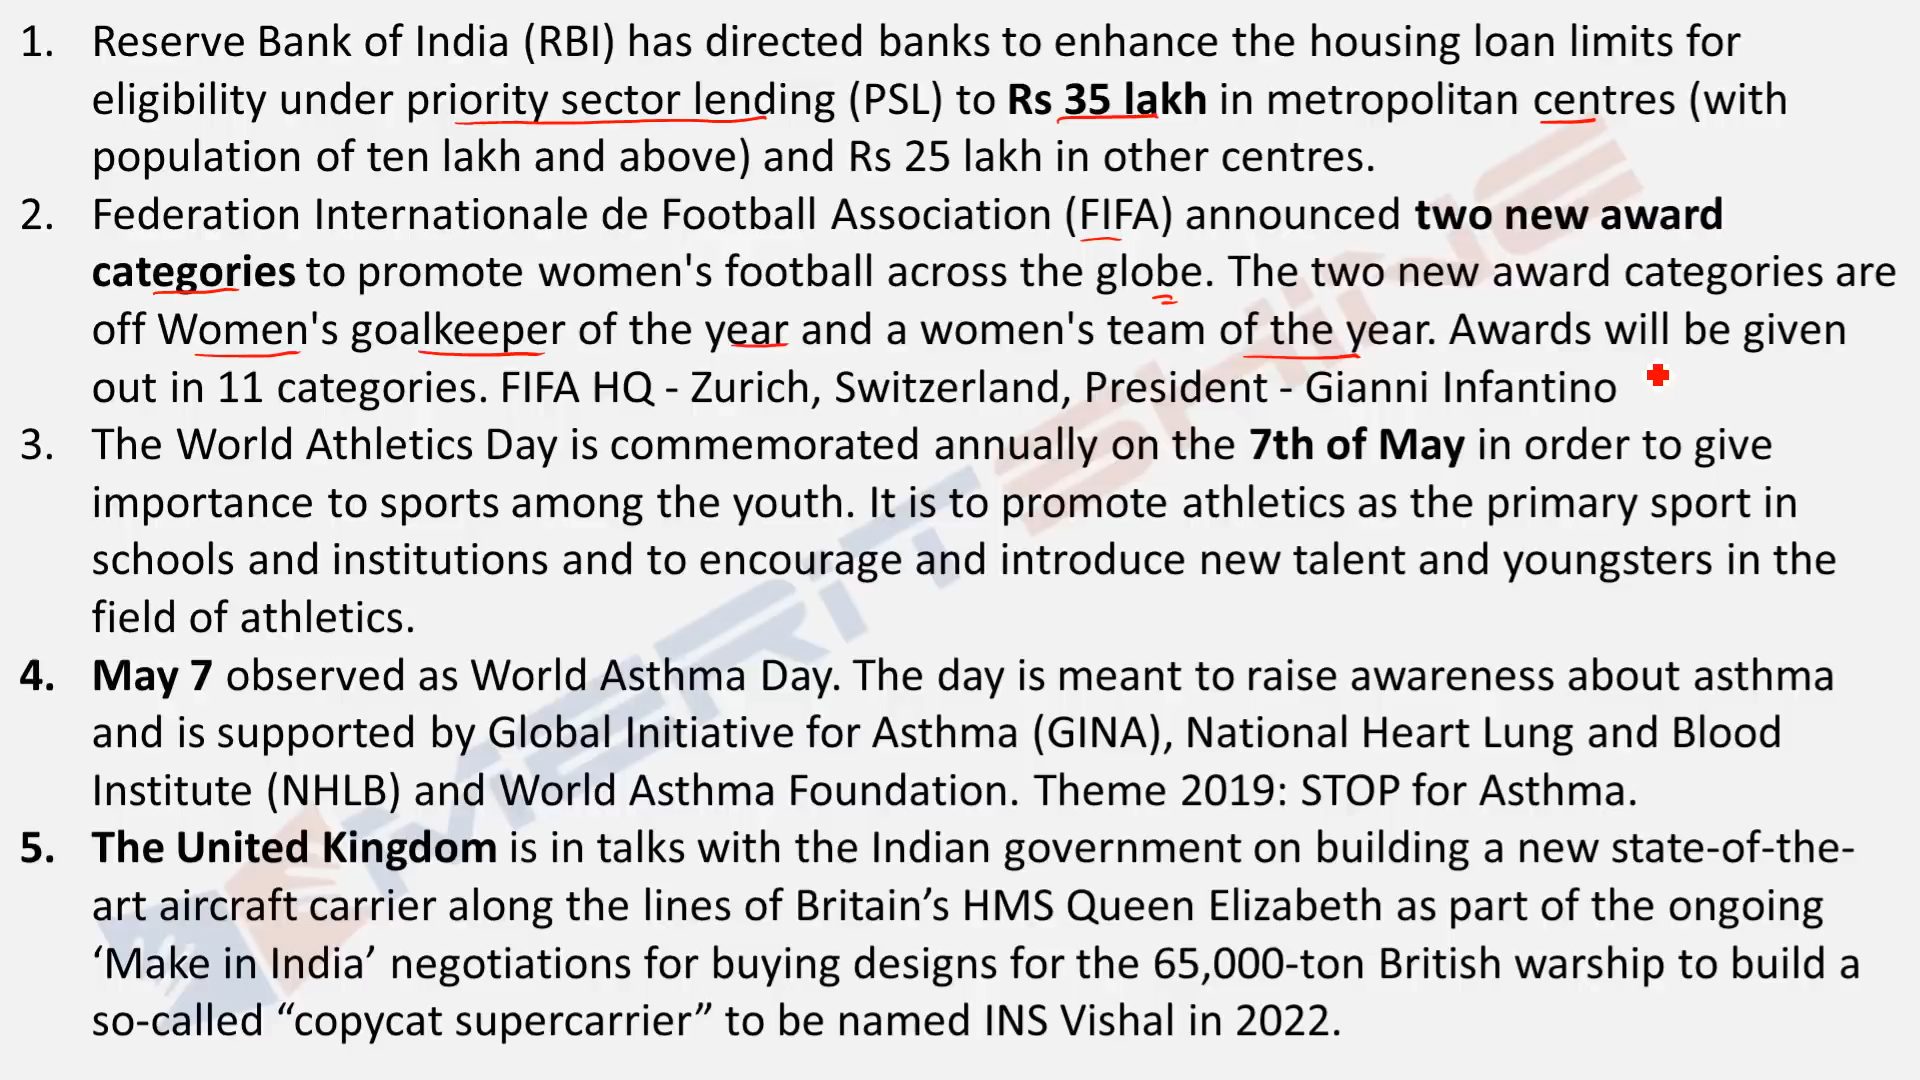 1. Reserve Bank of India (RBI) has directed banks to enhance the housing loan limits for
eligibility under priority sector lending (PSL) to Rs 35 lakh in metropolitan centres (with
population of ten lakh and above) and Rs 25 lakh in other centres.
2. Federation Internationale de Football Association (FIFA) announced two new award
categories to promote women's football across the globe. The two new award categories are
off Women's goalkeeper of the year and a women's team of the year. Awards will be given
out in 11 categories. FIFA HQ - Zurich, Switzerland, President - Gianni Infantino
3. The World Athletics Day is commemorated annually on the 7th of May in order to give
importance to sports among the youth. It is to promote athletics as the primary sport in
schools and institutions and to encourage and introduce new talent and youngsters in the
field of athletics.
4. May 7 observed as World Asthma Day. The day is meant to raise awareness about asthma
and is supported by Global Initiative for Asthma (GINA), National Heart Lung and Blood
Institute (NHLB) and World Asthma Foundation. Theme 2019: STOP for Asthma.
5. The United Kingdom is in talks with the Indian government on building a new state-of-the-
art aircraft carrier along the lines of Britain’s HMS Queen Elizabeth as part of the ongoing
‘Make in India’ negotiations for buying designs for the 65,000-ton British warship to build a
so-called “copycat supercarrier” to be named INS Vishal in 2022.
MERITSHINE